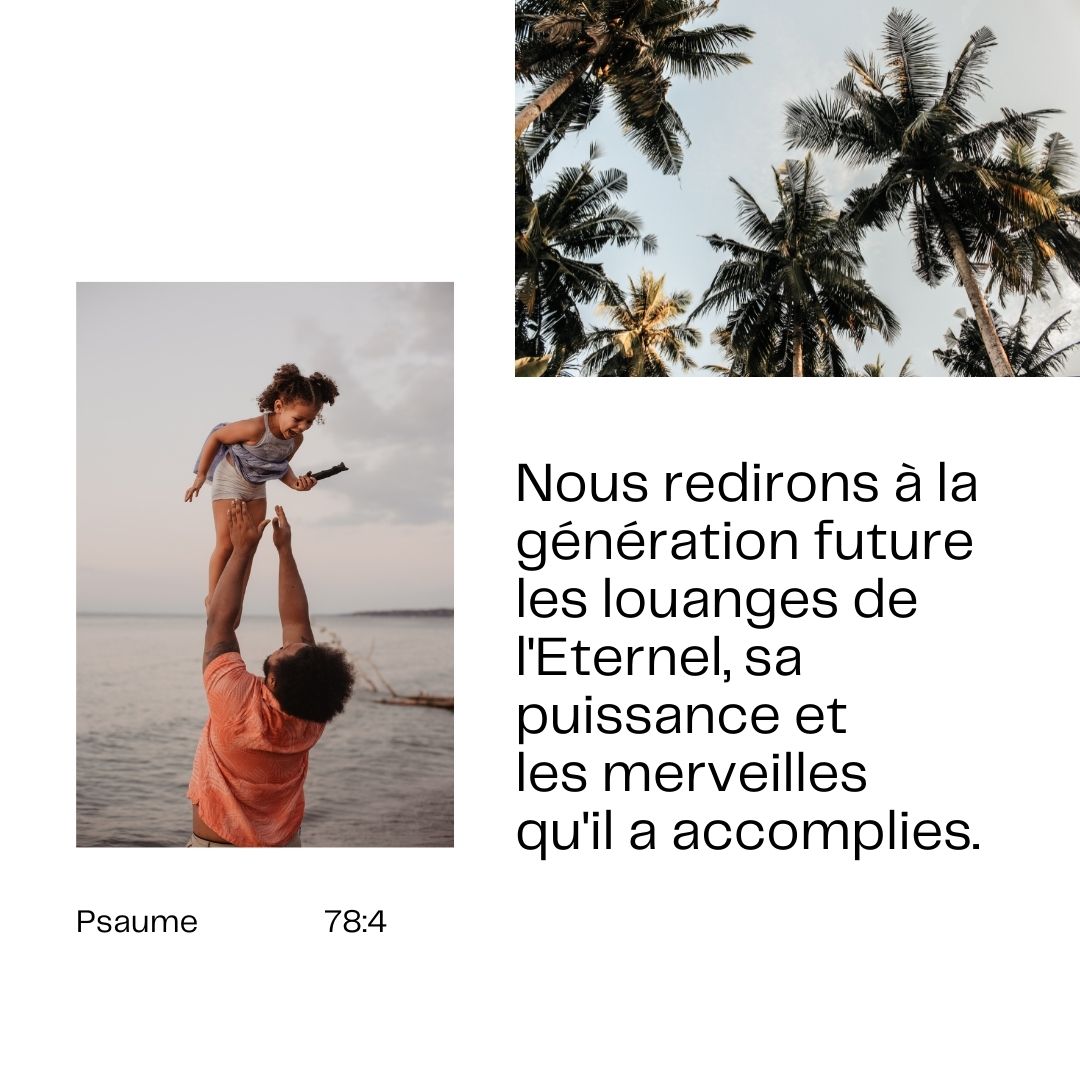 Nous redirons à la
génération future
les louanges de
l'Eternel, sa
puissance et
les merveilles
qu'il a accomplies.
Psaume 78:4